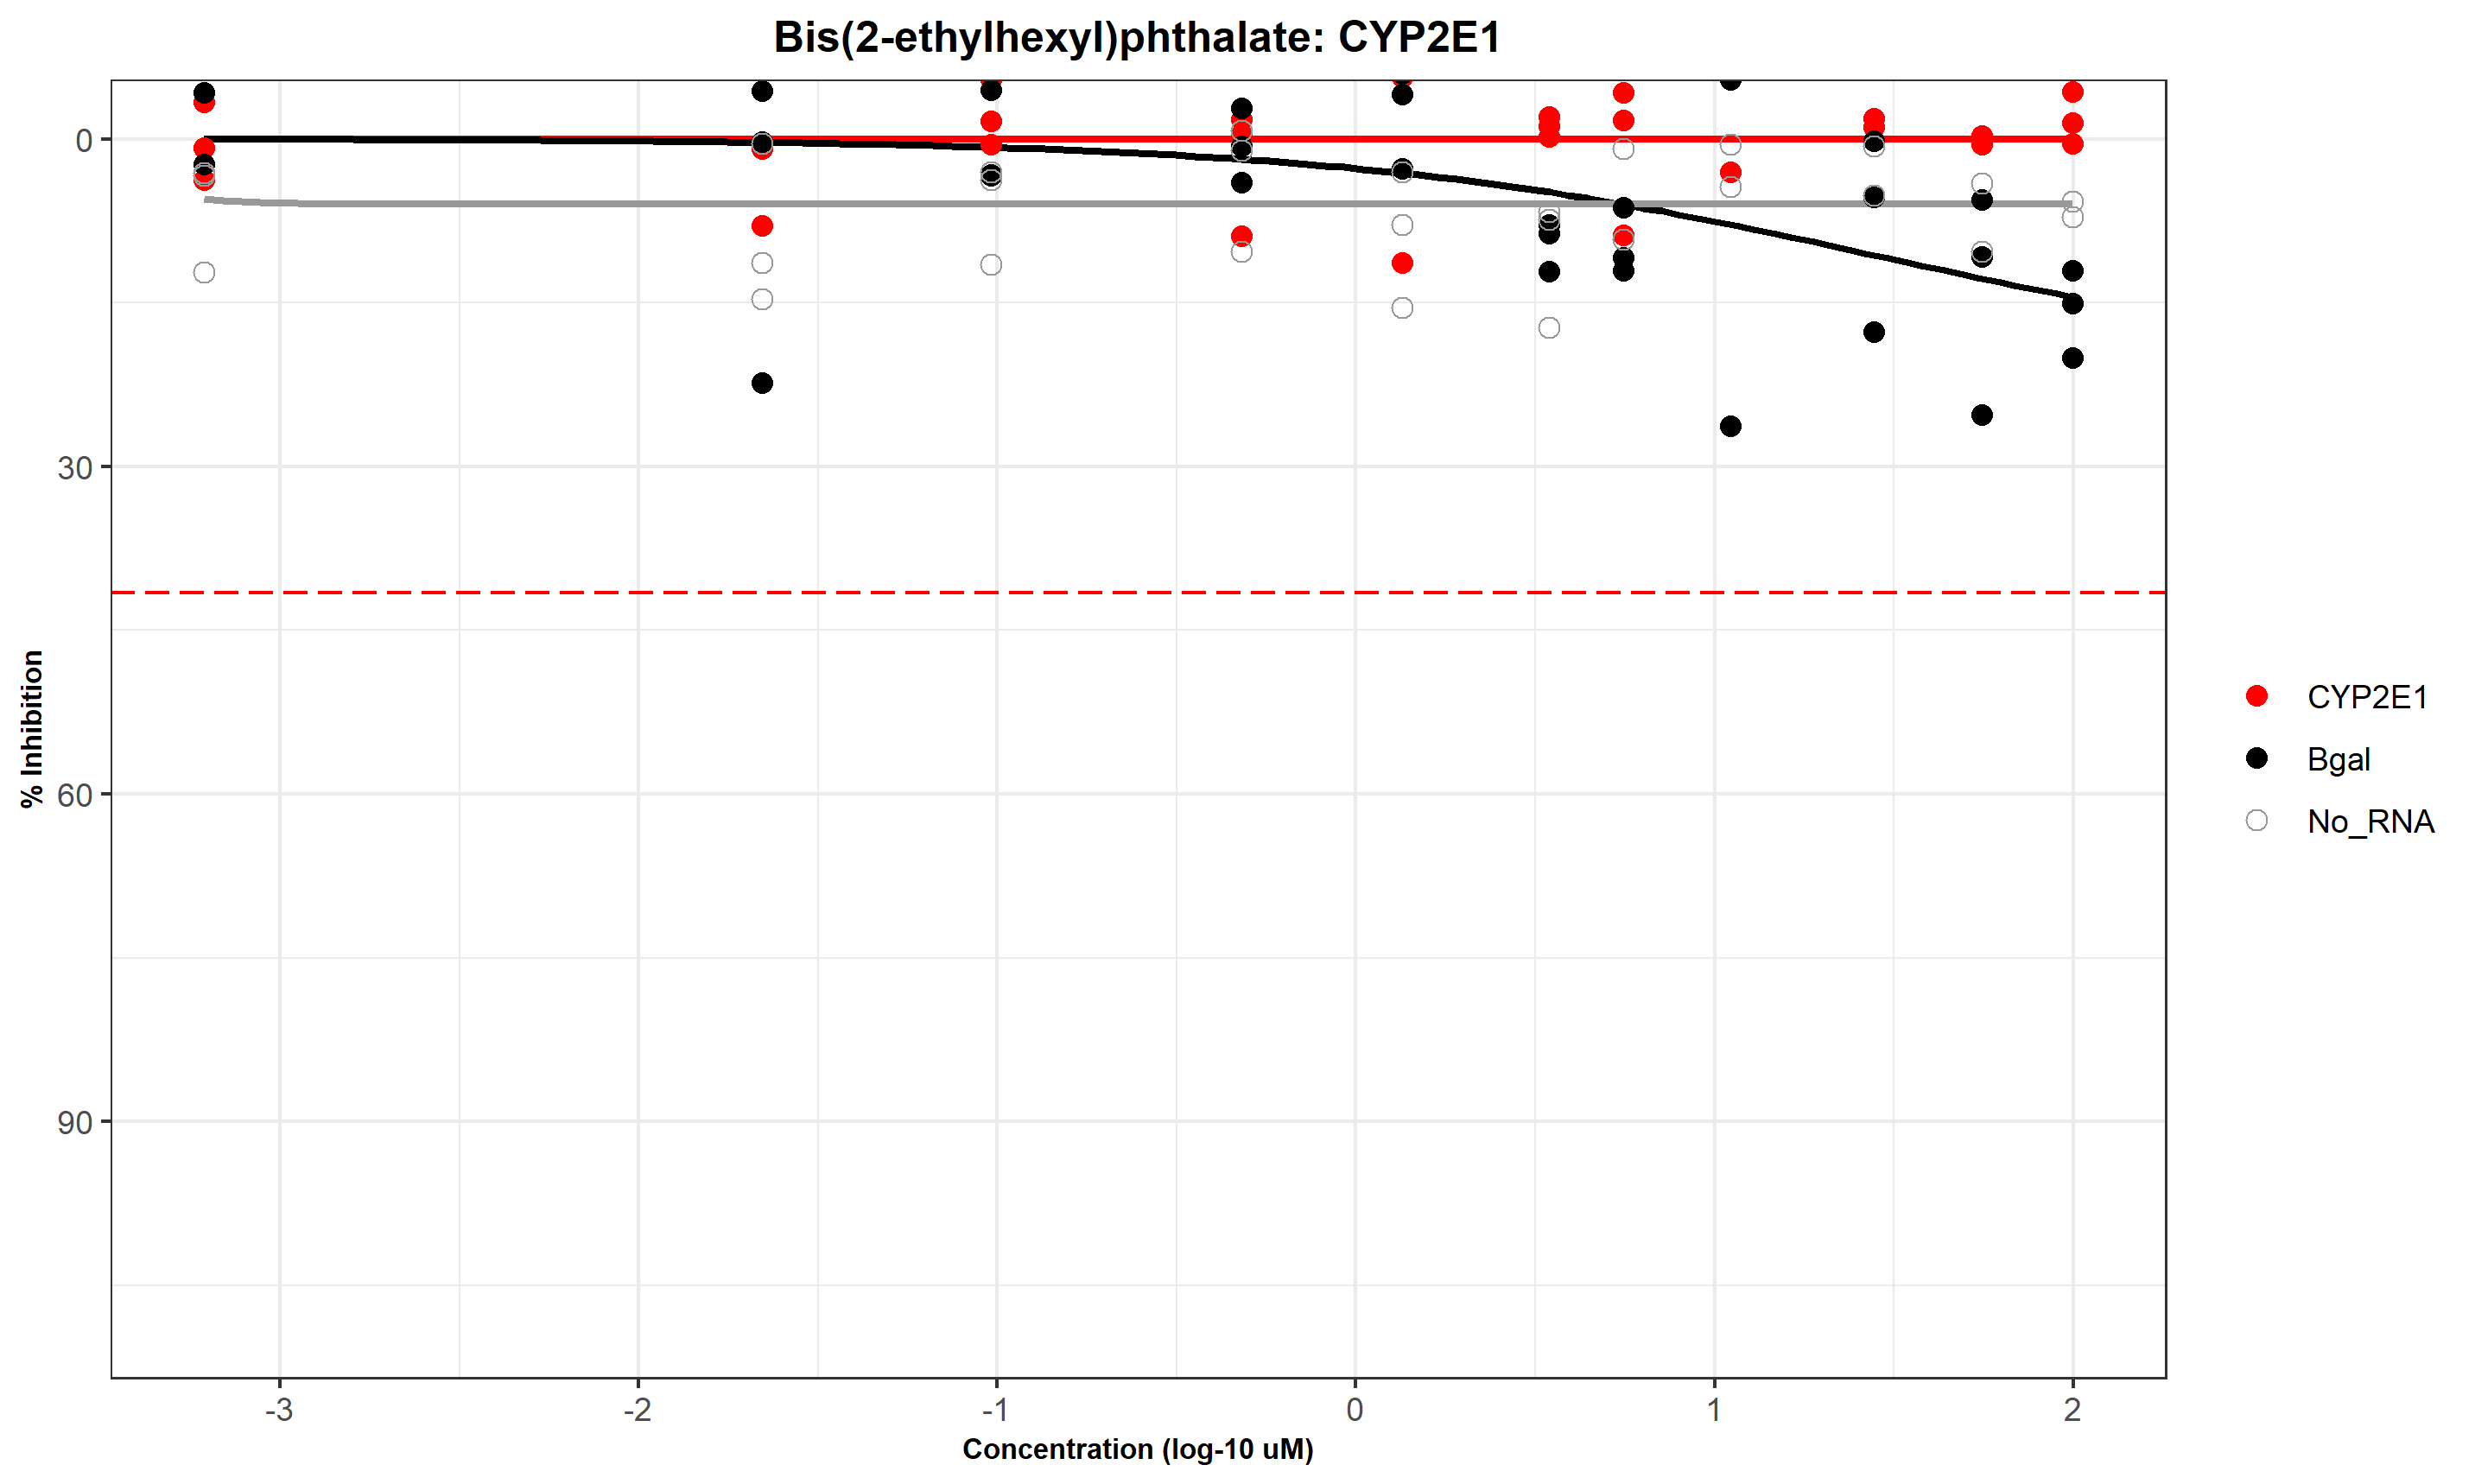 Bis(2-ethylhexyl)phthalate: CYP2E1
% Inhibition
0
30
60
90
-3
-2
-1
0
1
2
Concentration (log-10 uM)
CYP2E1
Bgal
No_RNA